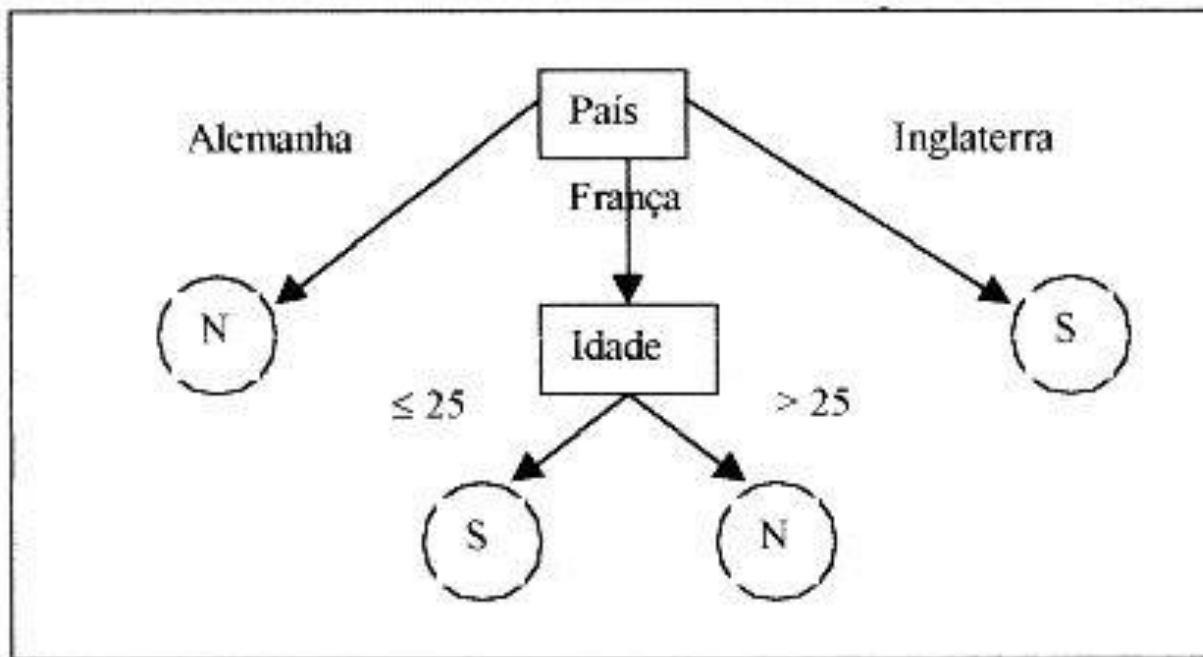 País
Alemanha
Inglaterra
França
N
Idade
S
≤ 25
> 25
S
N